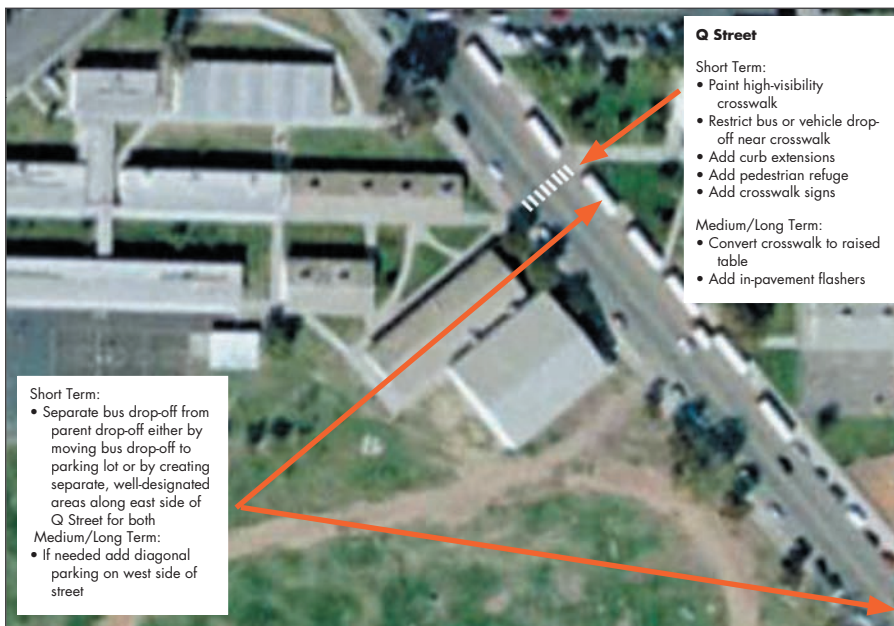 Q Street
Short Term:
• Paint high-visibility
crosswalk
• Restrict bus or vehicle drop-
off near crosswalk
• Add curb extensions
• Add pedestrian refuge
• Add crosswalk signs
Medium/Long Term:
• Convert crosswalk to raised
table
• Add in-pavement flashers
Short Term:
• Separate bus drop-off from
parent drop-off either by
moving bus drop-off to
parking lot or by creating
separate, well-designated
areas along east side of
Q Street for both
Medium/Long Term:
• If needed add diagonal
parking on west side of
street